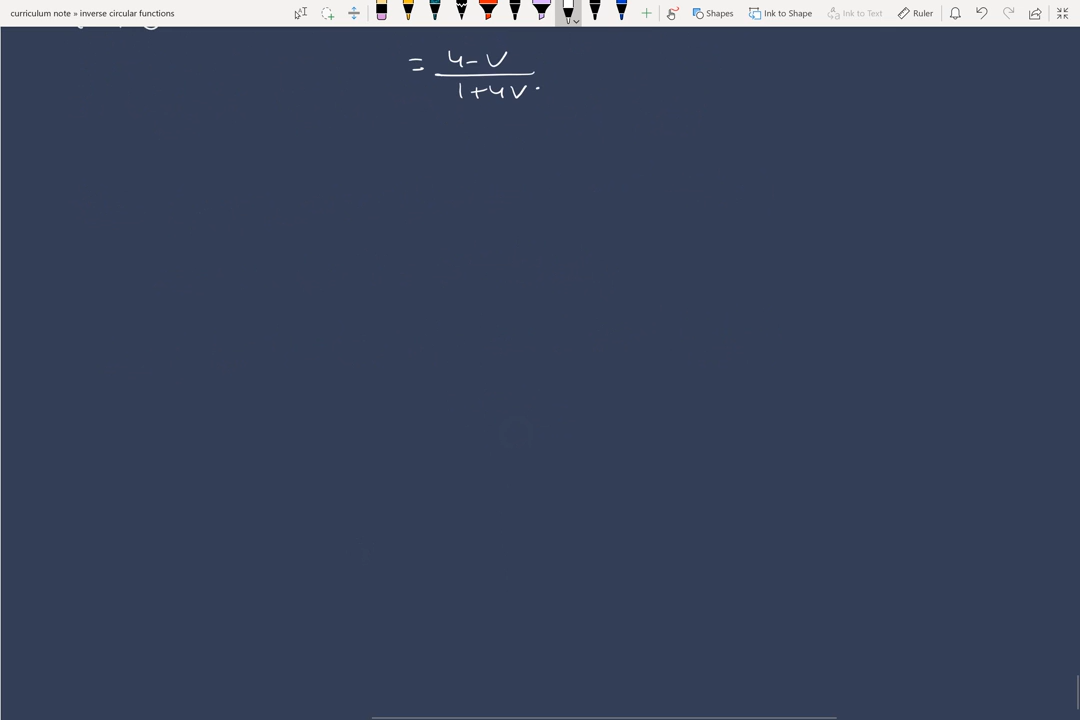 curriculum note » inverse circular functions
Shapes
Ink to Shape
Ink to Text
Ruler
= 4-v
1+4v.